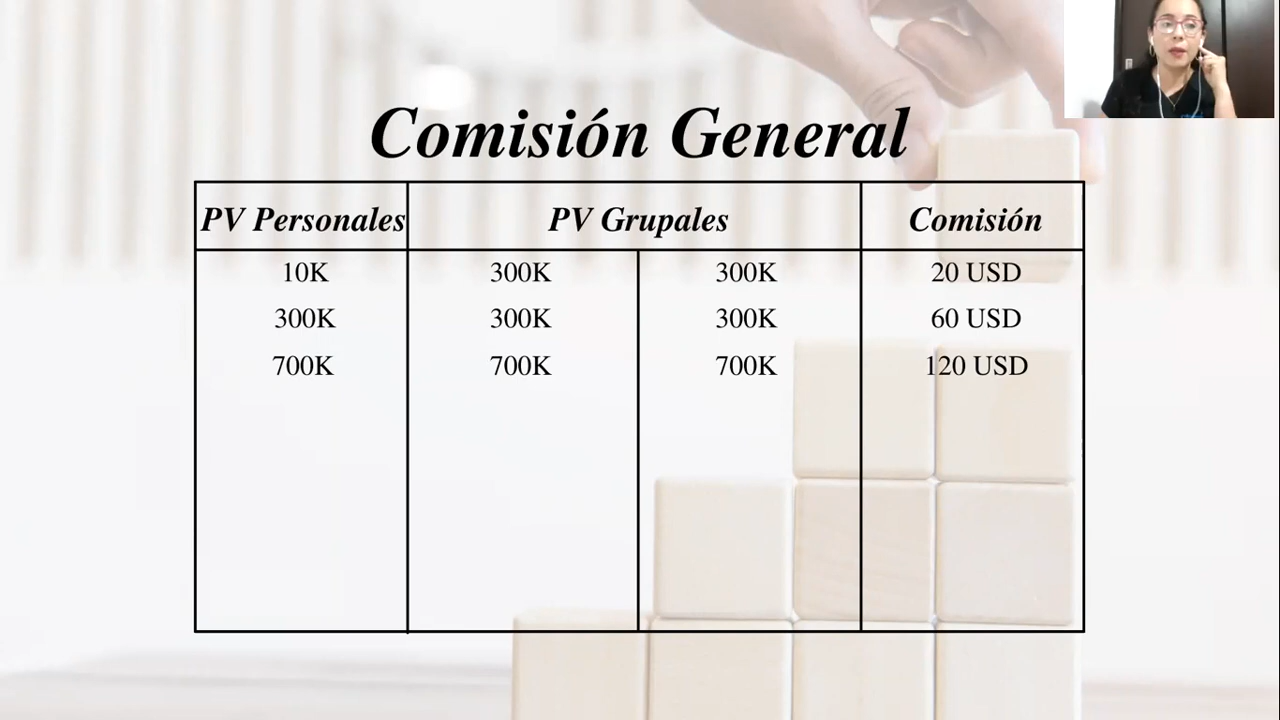 Comisión General
PV Personales PV Grupales Comisión
10K 300K 300K 20 USD
300K 300K 300K 60 USD
700K 700K 700K 120 USD